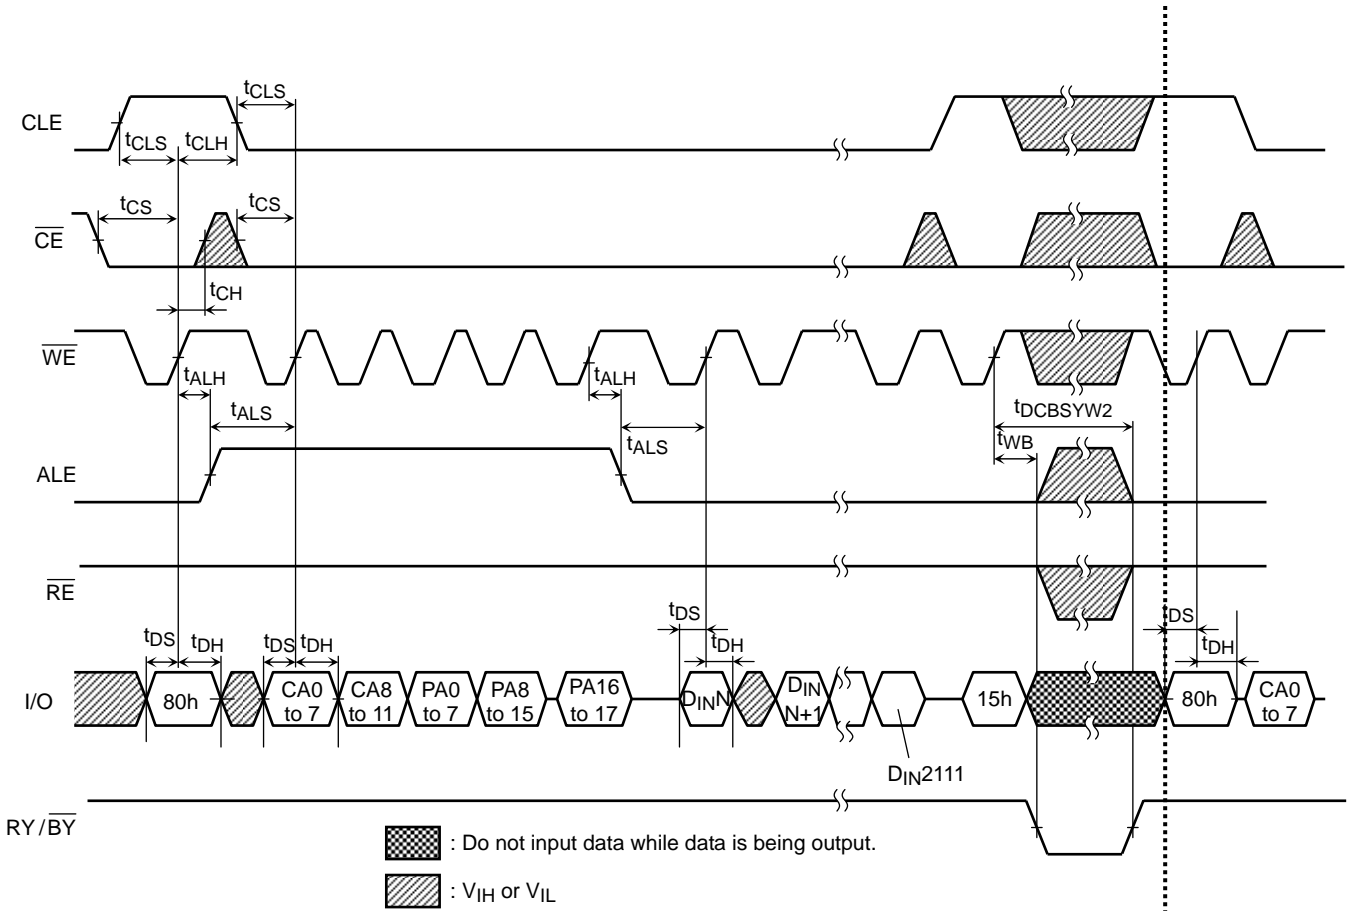 tCLS
CLE
tCLS
tCLH
tCS
tCS
CE
tCH
WE
tALH
tALH
tALS
tDCBSYW2
tALS
tWB
ALE
RE
tDS
tDH
tDS
tDH
tDS
tDH
tDS
tDH
I/O
80h
CA0
to 7
CA8
to 11
PA0
to 7
PA8
to 15
PA16
to 17
DINN
DIN
N+1
15h
80h
CA0
to 7
DIN2111
RY/BY
: Do not input data while data is being output.
: VIH or VIL